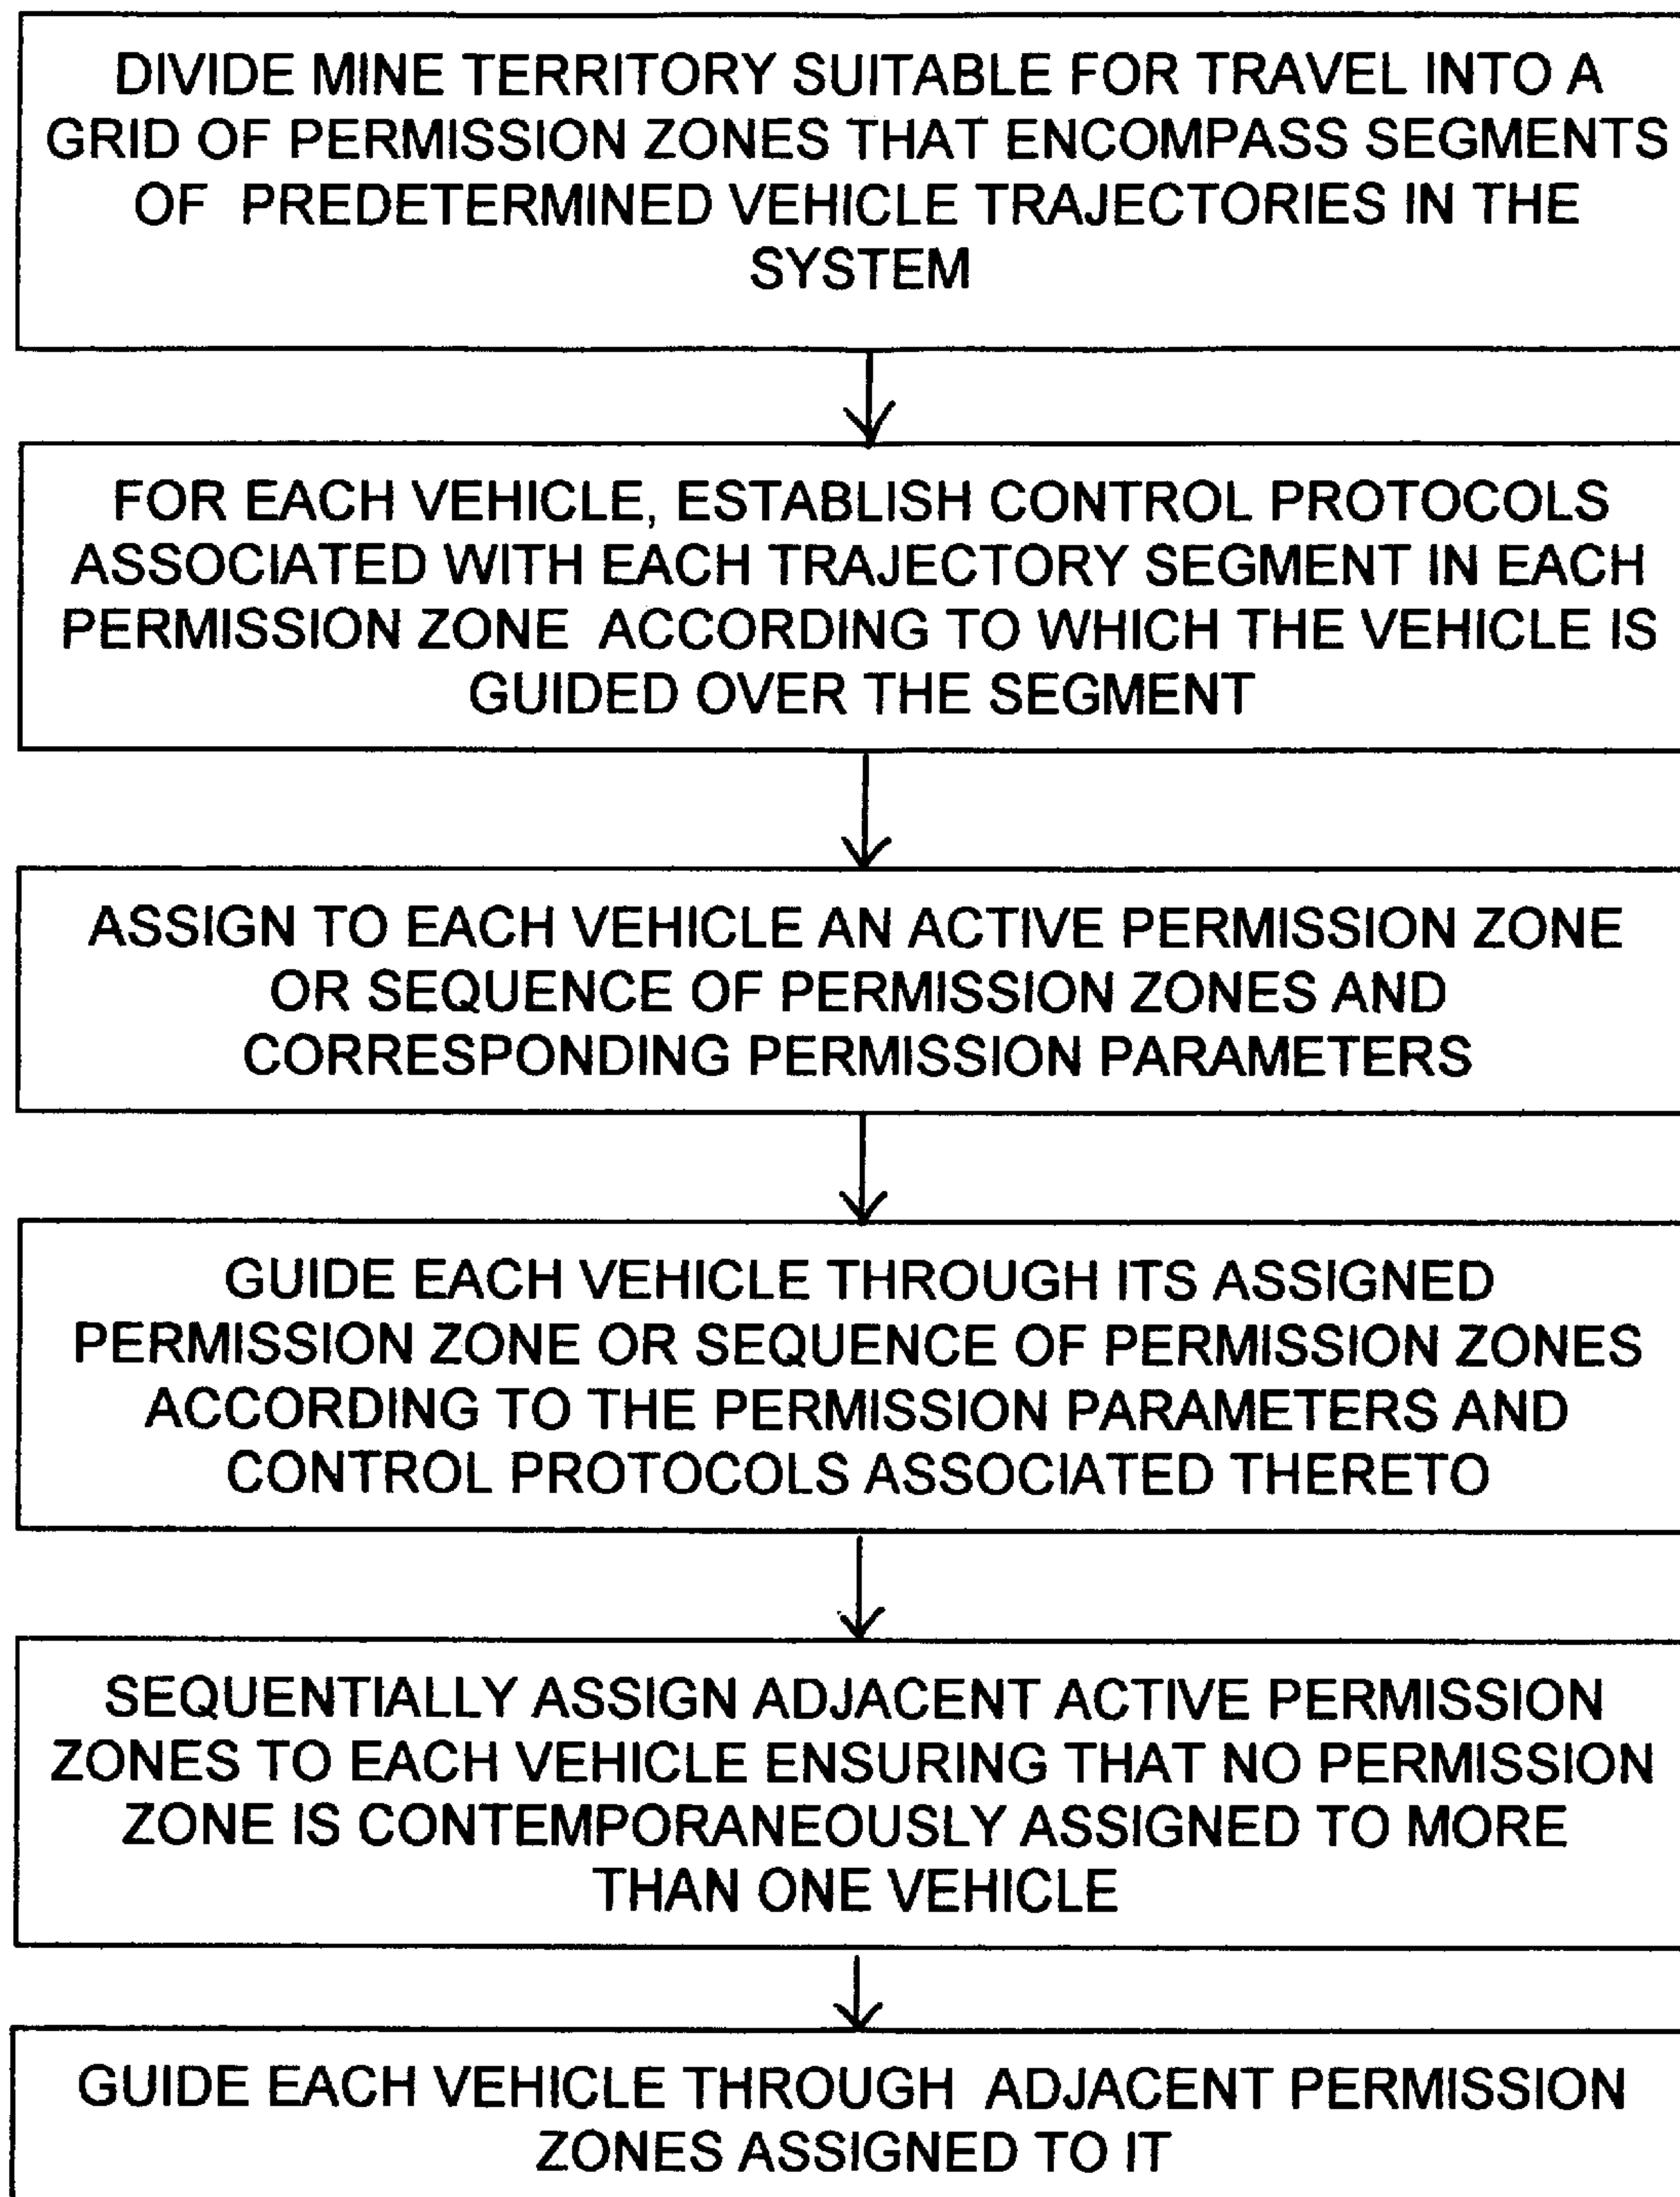 DIVIDE MINE TERRITORY SUITABLE FOR TRAVEL INTO A
GRID OF PERMISSION ZONES THAT ENCOMPASS SEGMENTS
OF PREDETERMINED VEHICLE TRAJECTORIES IN THE
SYSTEM
FOR EACH VEHICLE, ESTABLISH CONTROL PROTOCOLS
ASSOCIATED WITH EACH TRAJECTORY SEGMENT IN EACH
PERMISSION ZONE ACCORDING TO WHICH THE VEHICLE IS
GUIDED OVER THE SEGMENT
ASSIGN TO EACH VEHICLE AN ACTIVE PERMISSION ZONE
OR SEQUENCE OF PERMISSION ZONES AND
CORRESPONDING PERMISSION PARAMETERS
GUIDE EACH VEHICLE THROUGH ITS ASSIGNED
PERMISSION ZONE OR SEQUENCE OF PERMISSION ZONES
ACCORDING TO THE PERMISSION PARAMETERS AND
CONTROL PROTOCOLS ASSOCIATED THERETO
SEQUENTIALLY ASSIGN ADJACENT ACTIVE PERMISSION
ZONES TO EACH VEHICLE ENSURING THAT NO PERMISSION
ZONE IS CONTEMPORANEOUSLY ASSIGNED TO MORE
THAN ONE VEHICLE
GUIDE EACH VEHICLE THROUGH ADJACENT PERMISSION
ZONES ASSIGNED TO IT